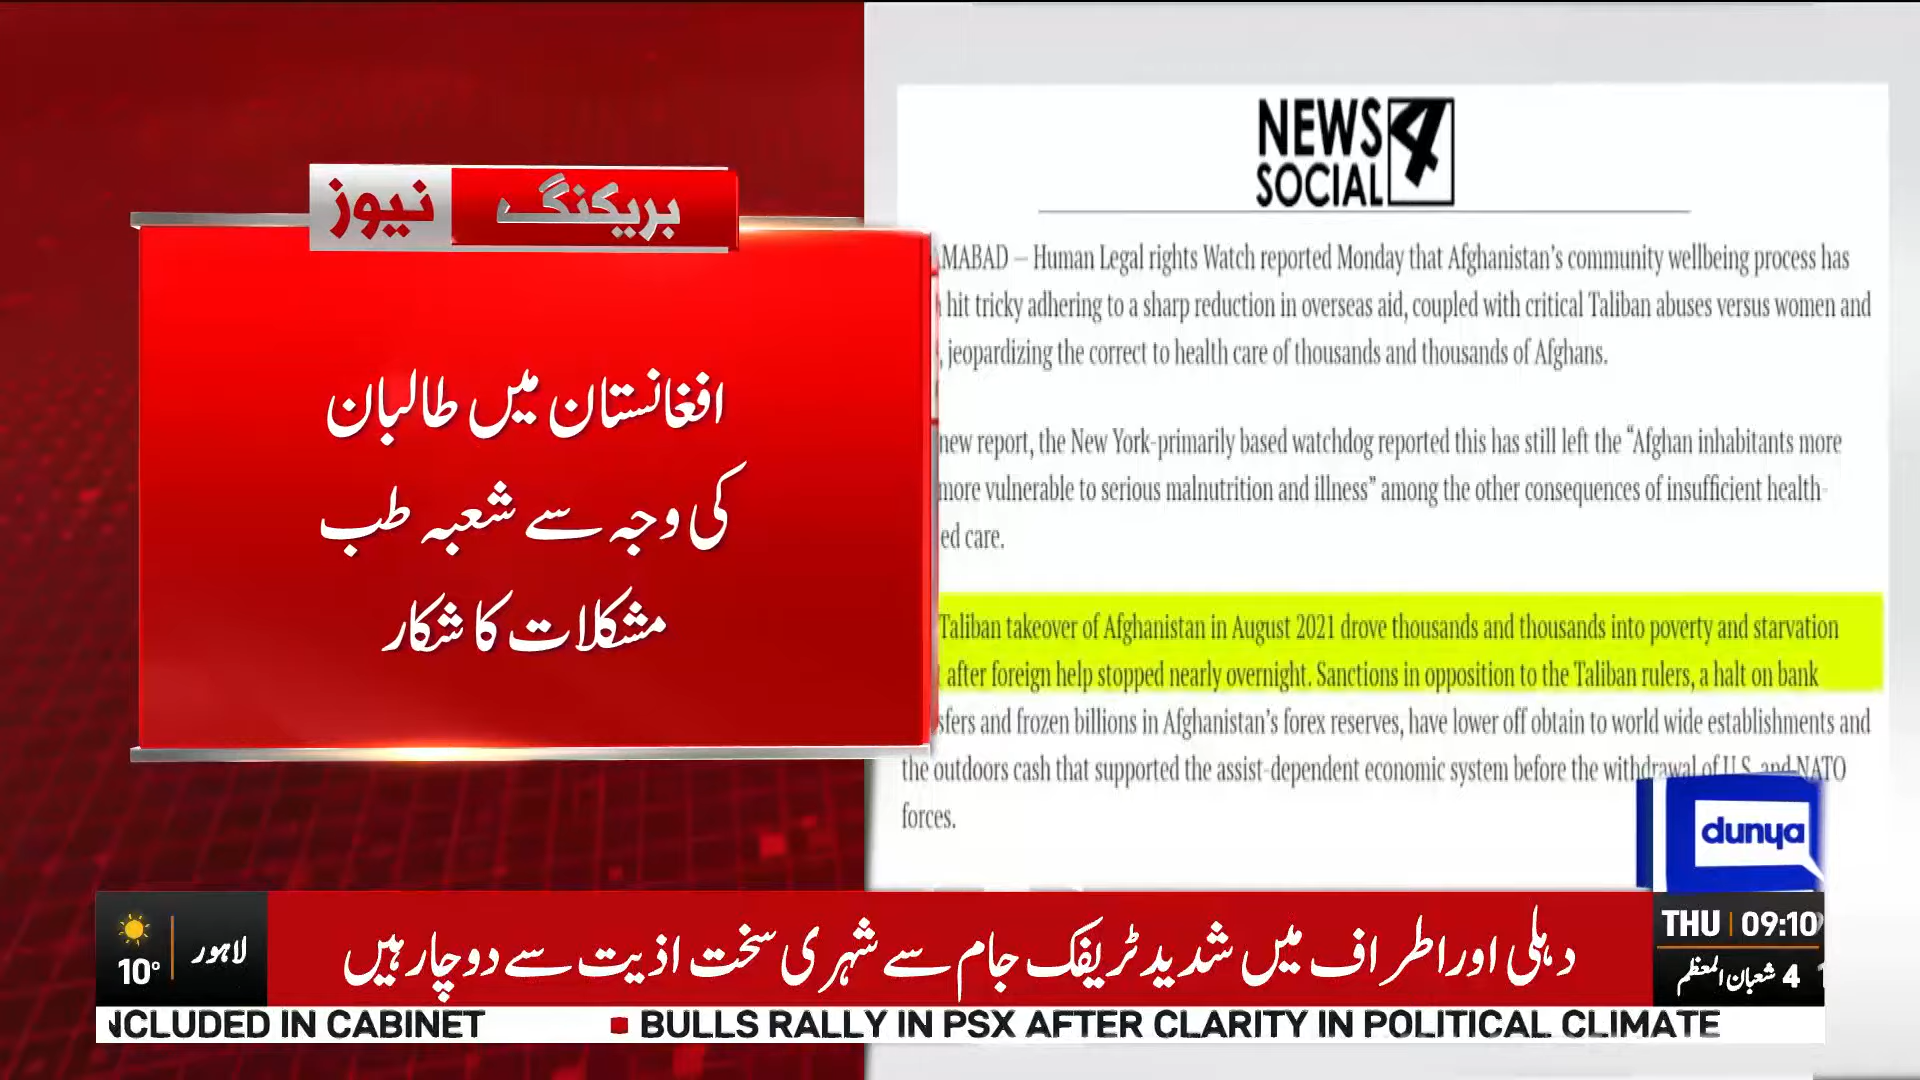 بریکنگ نیوز
افغانستان میں طالبان
کی وجہ سے شعبہ طب
مشکلات کا شکار
NEWS 4
SOCIAL
MABAD – Human Legal rights Watch reported Monday that Afghanistan’s community wellbeing process has
hit tricky adhering to a sharp reduction in overseas aid, coupled with critical Taliban abuses versus women and
, jeopardizing the correct to health care of thousands and thousands of Afghans.
new report, the New York-primarily based watchdog reported this has still left the “Afghan inhabitants more
more vulnerable to serious malnutrition and illness” among the other consequences of insufficient health-
ed care.
Taliban takeover of Afghanistan in August 2021 drove thousands and thousands into poverty and starvation
after foreign help stopped nearly overnight. Sanctions in opposition to the Taliban rulers, a halt on bank
sfers and frozen billions in Afghanistan’s forex reserves, have lower off obtain to world wide establishments and
the outdoors cash that supported the assist-dependent economic system before the withdrawal of U.S. and NATO
forces.
dunya
لاہور
10°
دہلی اور اطراف میں شدید ٹریفک جام سے شہری سخت اذیت سے دوچار ہیں
THU 09:10
4 شعبان المعظم
NCLUDED IN CABINET
BULLS RALLY IN PSX AFTER CLARITY IN POLITICAL CLIMATE